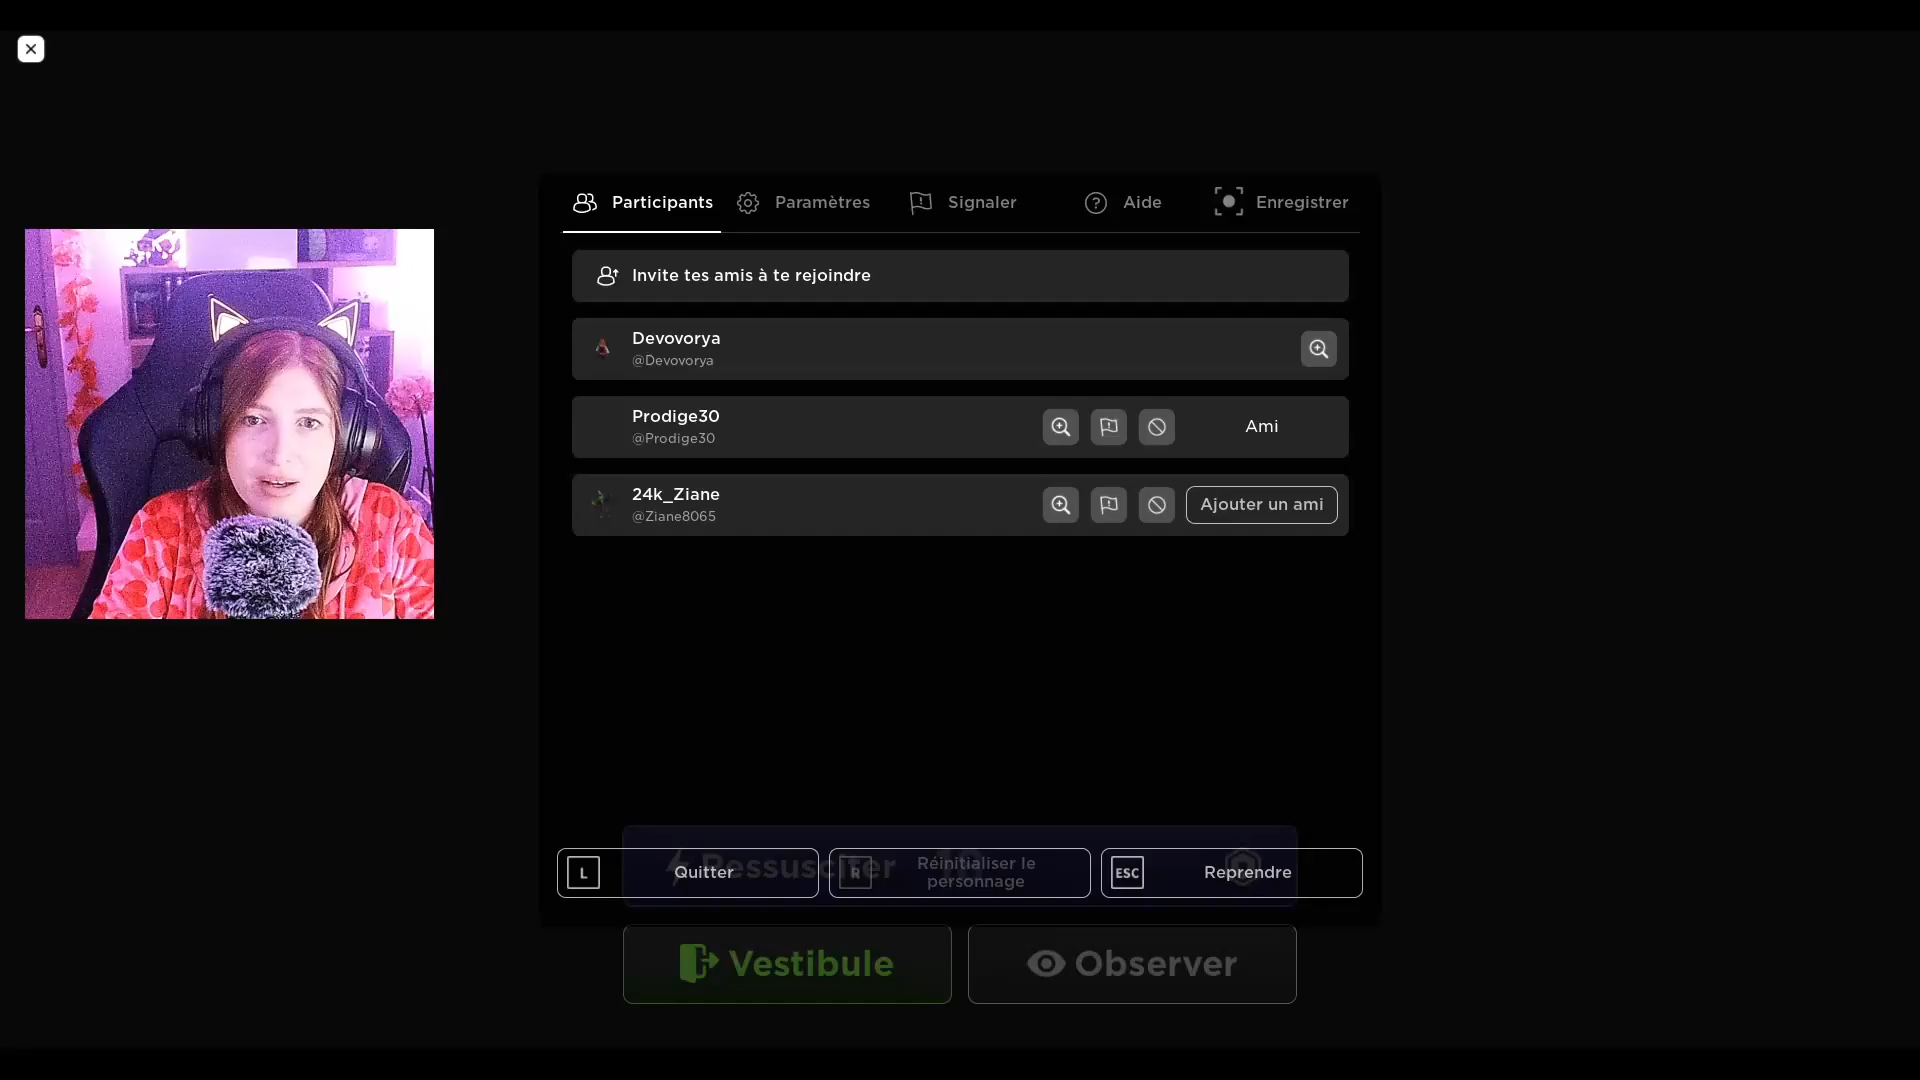 Participants
Paramètres
Signaler
Aide
Enregistrer
Invite tes amis à te rejoindre
Devovorya
@Devovorya
Prodige30
@Prodige30
Ami
24k_Ziane
@Ziane8065
Ajouter un ami
Ressusciter
L
Quitter
R
Réinitialiser le
personnage
ESC
Reprendre
Vestibule
Observer